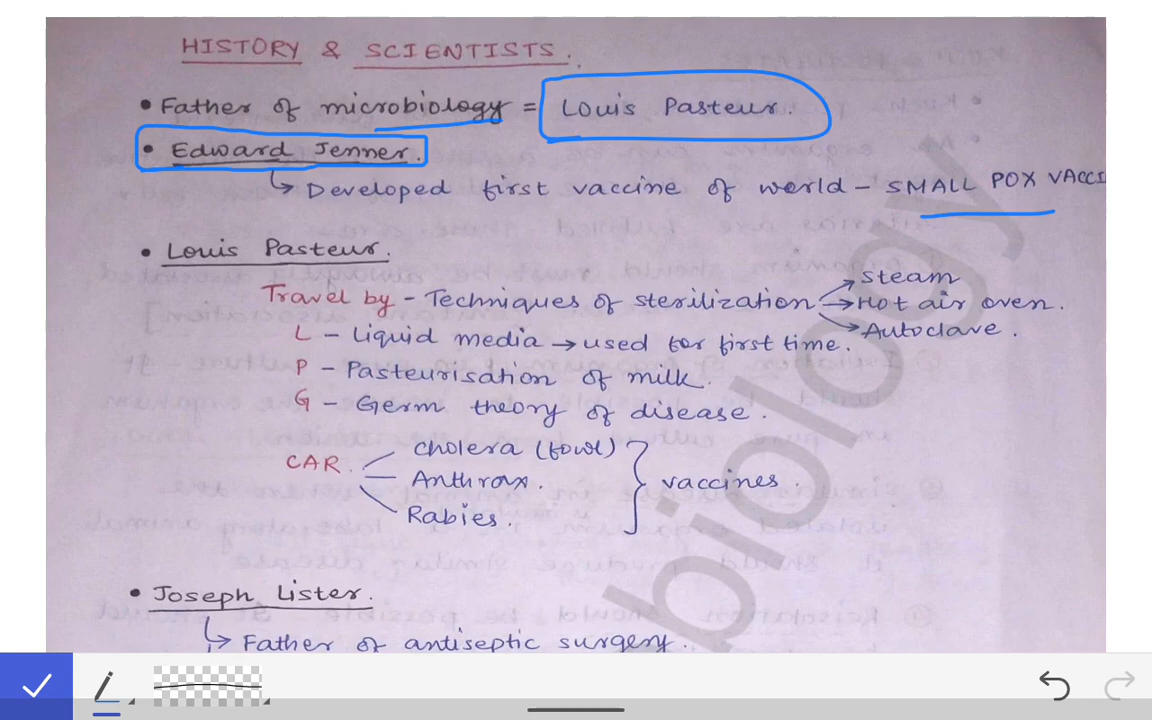 HISTORY & SCIENTISTS.
• Father of microbiology = Louis Pasteur.
• Edward Jenner.
↳ Developed first vaccine of world - SMALL POX VACCI
• Louis Pasteur.
Travel by - Techniques of sterilization → Steam
→ Hot air oven.
→ Autoclave.
L - Liquid media → used for first time.
P - Pasteurisation of milk.
G - Germ theory of disease.
CAR. Cholera (fowl)
Anthrax. } vaccines.
Rabies.
• Joseph Lister.
↳ Father of antiseptic surgery.
biology